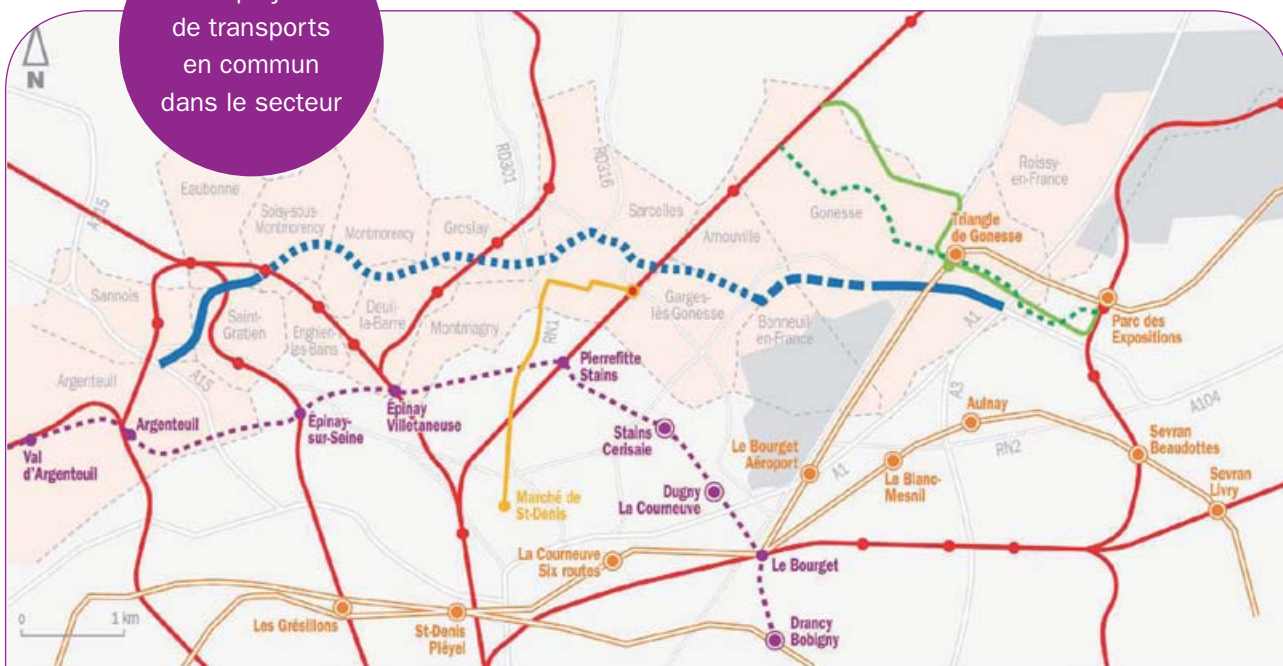 de transports
en commun
dans le secteur
N
Eaubonne
Soisy-sous-
Montmorency
Montmorency
Groslay
RD301
RD316
Sarcelles
Arnouville
Gonesse
Roissy-
en-France
Triangle
de Gonesse
A115
Sannois
Saint-
Gratien
Enghien-
les-Bains
Deuil-
la-Barre
Montmagny
RN1
Garges-
lès-Gonesse
Bonneuil-
en-France
A1
Parc des
Expositions
Argenteuil
A15
Pierrefitte
Stains
Val
d'Argenteuil
Argenteuil
Épinay-
sur-Seine
Épinay
Villetaneuse
Stains
Cerisaie
Marché de
St-Denis
Dugny
La Courneuve
Le Bourget
Aéroport
A1
Le Blanc-
Mesnil
Aulnay
A3
RN2
A104
Sevran
Beaudottes
Sevran
Livry
La Courneuve
Six routes
Le Bourget
0 1 km
Les Grésillons
St-Denis
Pléyel
Drancy
Bobigny